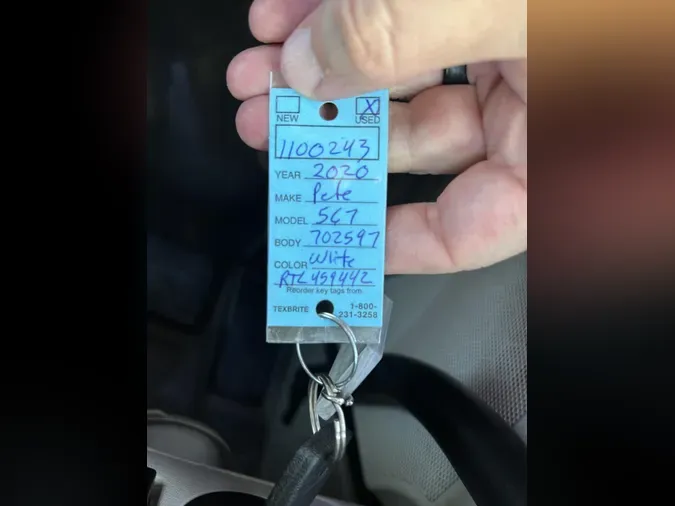 X
NEW USED
1100243
YEAR 2020
MAKE Pete
MODEL 567
BODY 702597
COLOR White
RTL 459442
Reorder key tags from
TEXBRITE 1-800-
231-3258